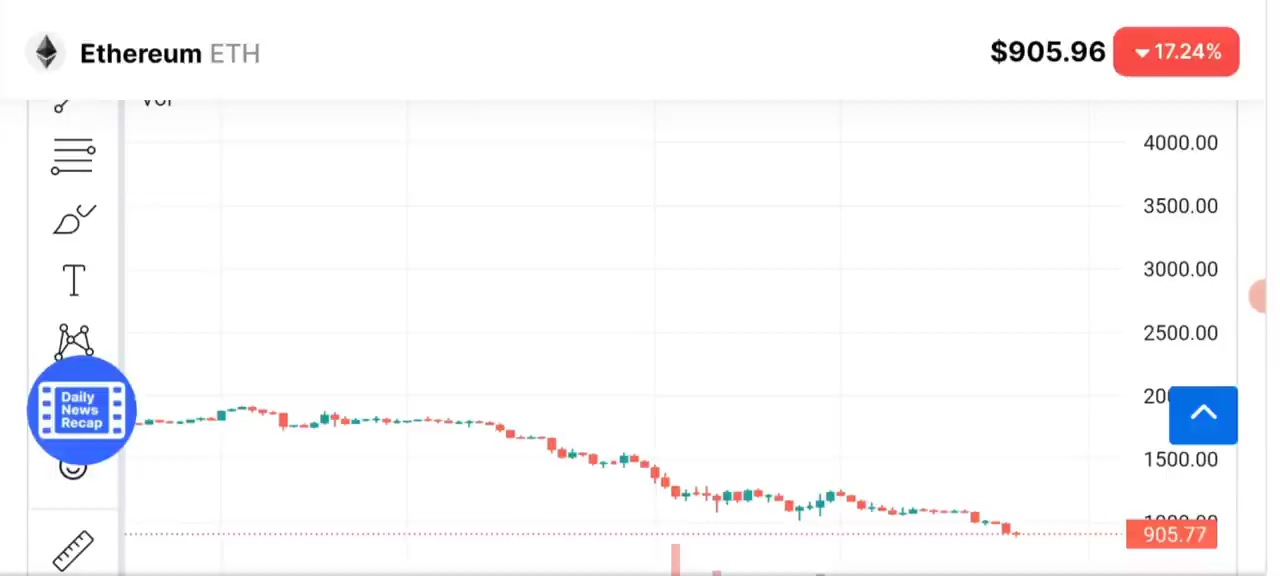 Ethereum ETH
$905.96
17.24%
4000.00
3500.00
T
3000.00
2500.00
Daily
News
Recap
1500.00
905.77